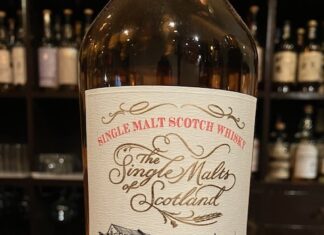 SINGLE MALT SCOTCH WHISKY
"The
Single Malts
of Scotland